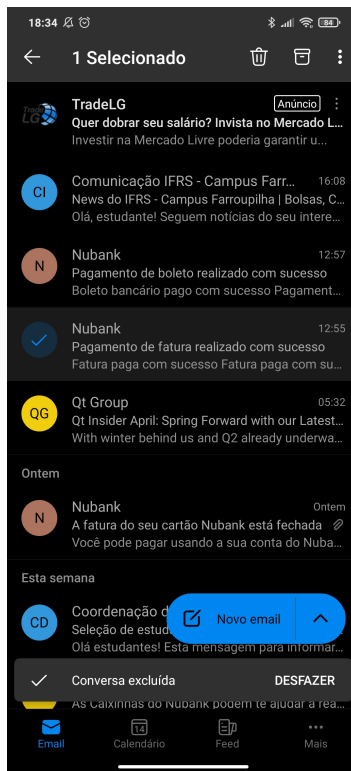 18:34
84
1 Selecionado
Trade LG
TradeLG
Anúncio
Quer dobrar seu salário? Invista no Mercado L...
Investir na Mercado Livre poderia garantir u...
CI
Comunicação IFRS - Campus Farr...
16:08
News do IFRS - Campus Farroupilha | Bolsas, C...
Olá, estudante! Seguem notícias do seu intere...
N
Nubank
12:57
Pagamento de boleto realizado com sucesso
Boleto bancário pago com sucesso Pagament...
Nubank
12:55
Pagamento de fatura realizado com sucesso
Fatura paga com sucesso Fatura paga com su...
QG
Qt Group
05:32
Qt Insider April: Spring Forward with our Latest...
With winter behind us and Q2 already underwa...
Ontem
N
Nubank
Ontem
A fatura do seu cartão Nubank está fechada
Você pode pagar usando a sua conta do Nuba...
Esta semana
CD
Coordenação d
Seleção de estud
Olá estudantes! Esta mensagem para informar...
Novo email
Conversa excluída
DESFAZER
As Caixinhas do Nubank podem te ajudar a rea...
Email
14
Calendário
Feed
Mais